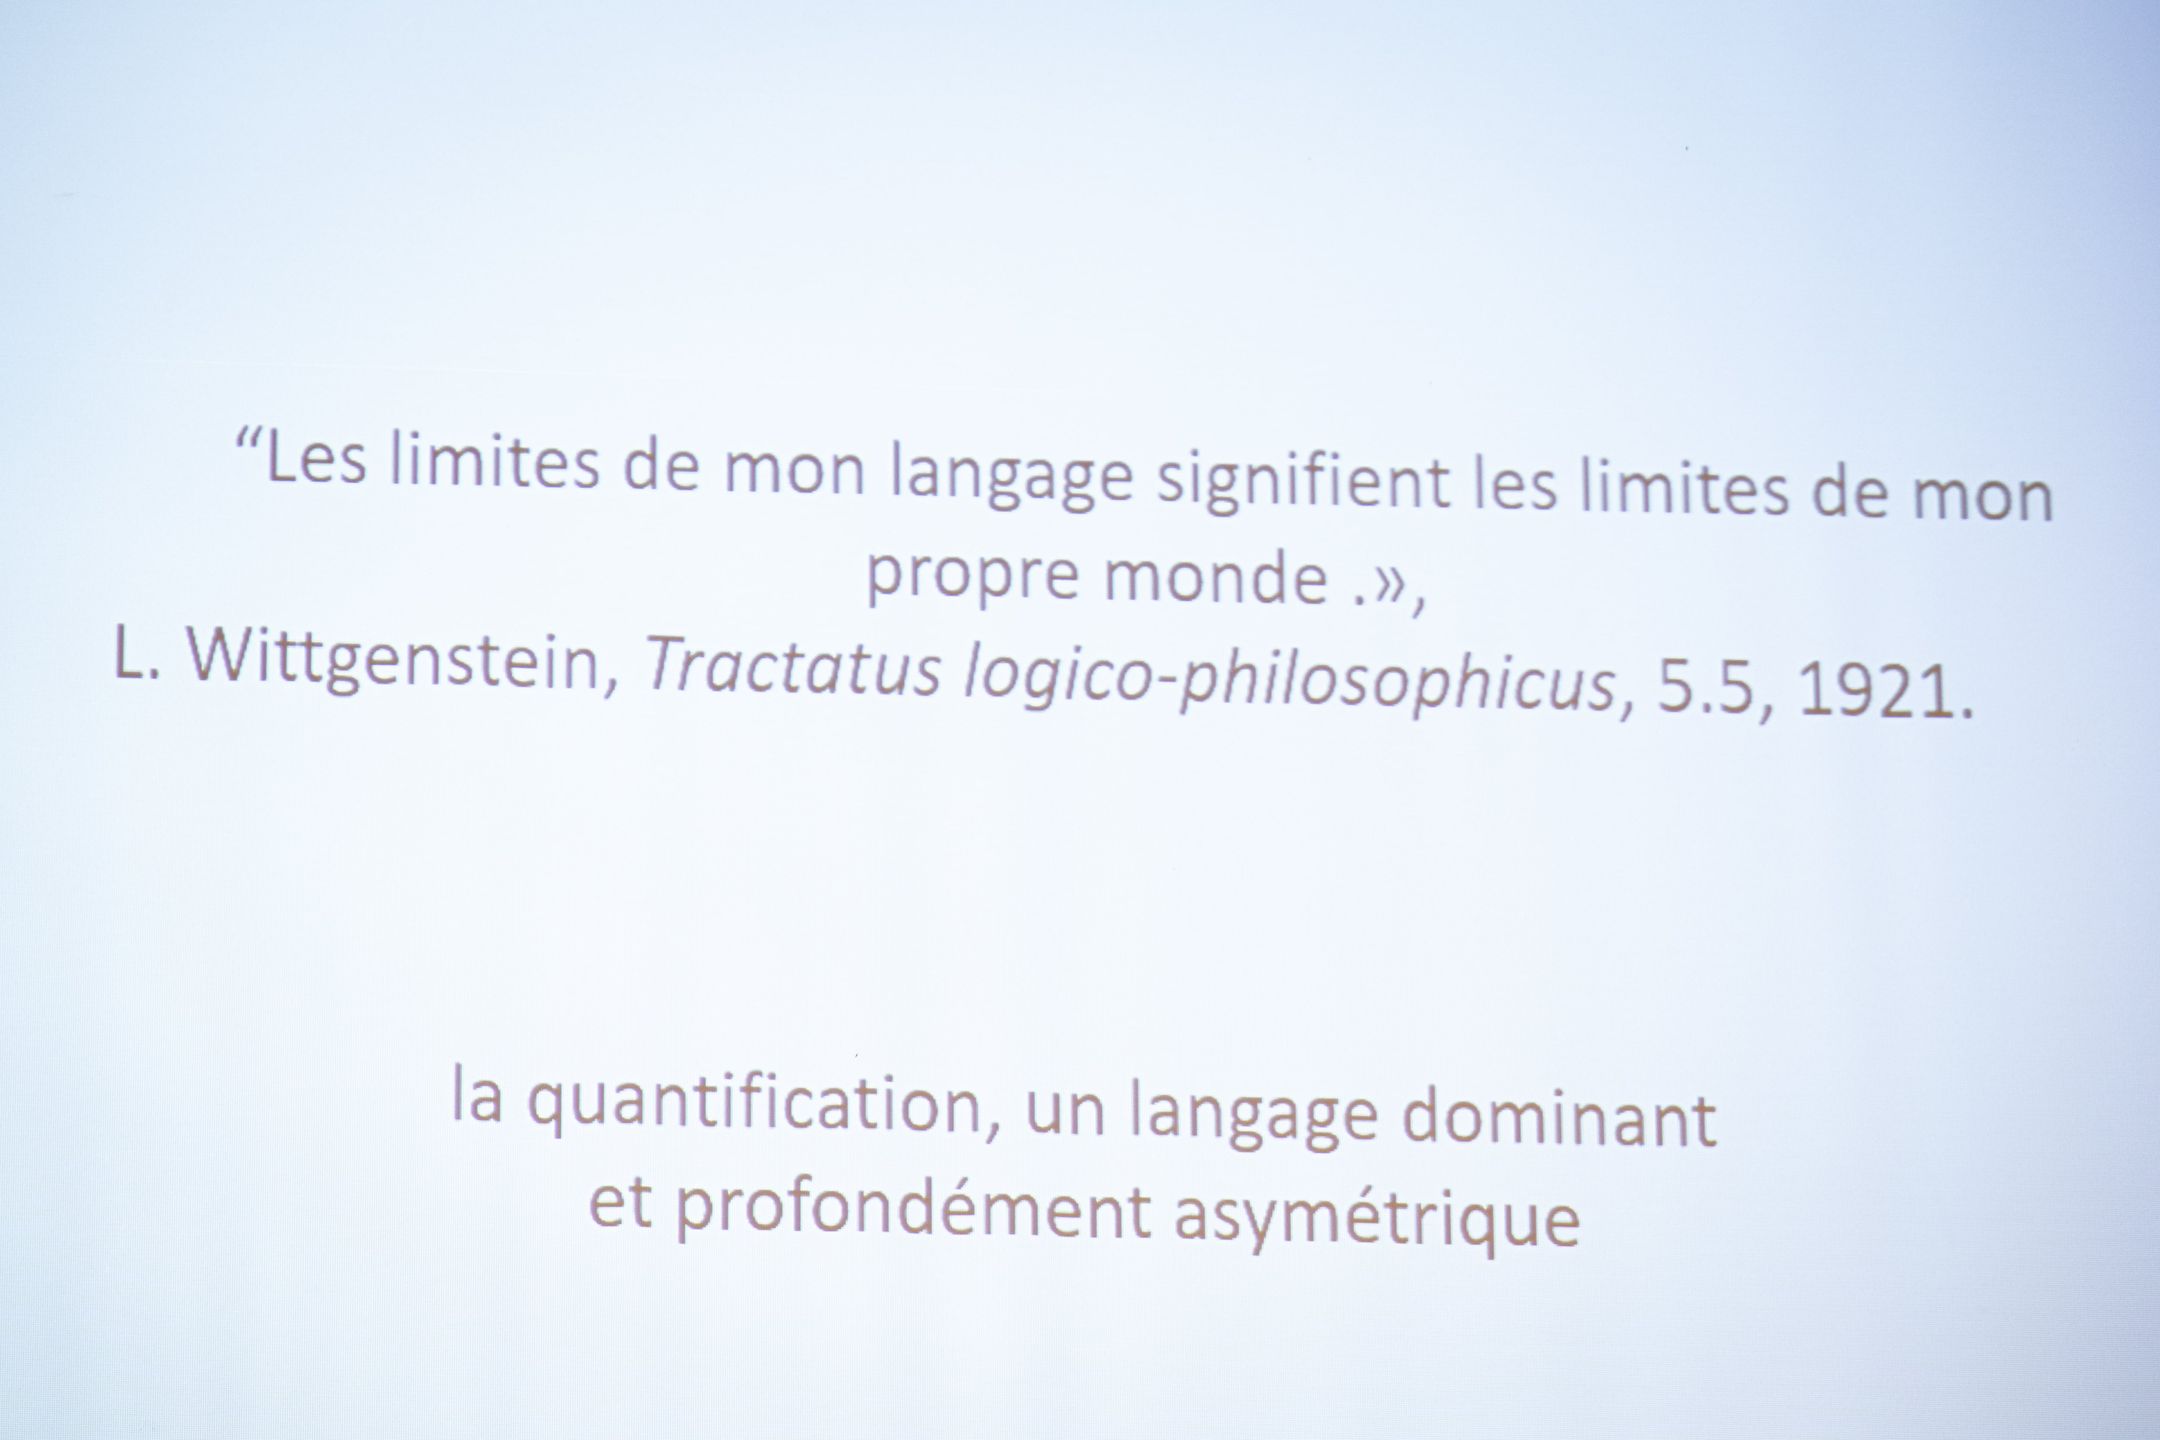 “Les limites de mon langage signifient les limites de mon
propre monde .»,
L. Wittgenstein, Tractatus logico-philosophicus, 5.5, 1921.
la quantification, un langage dominant
et profondément asymétrique